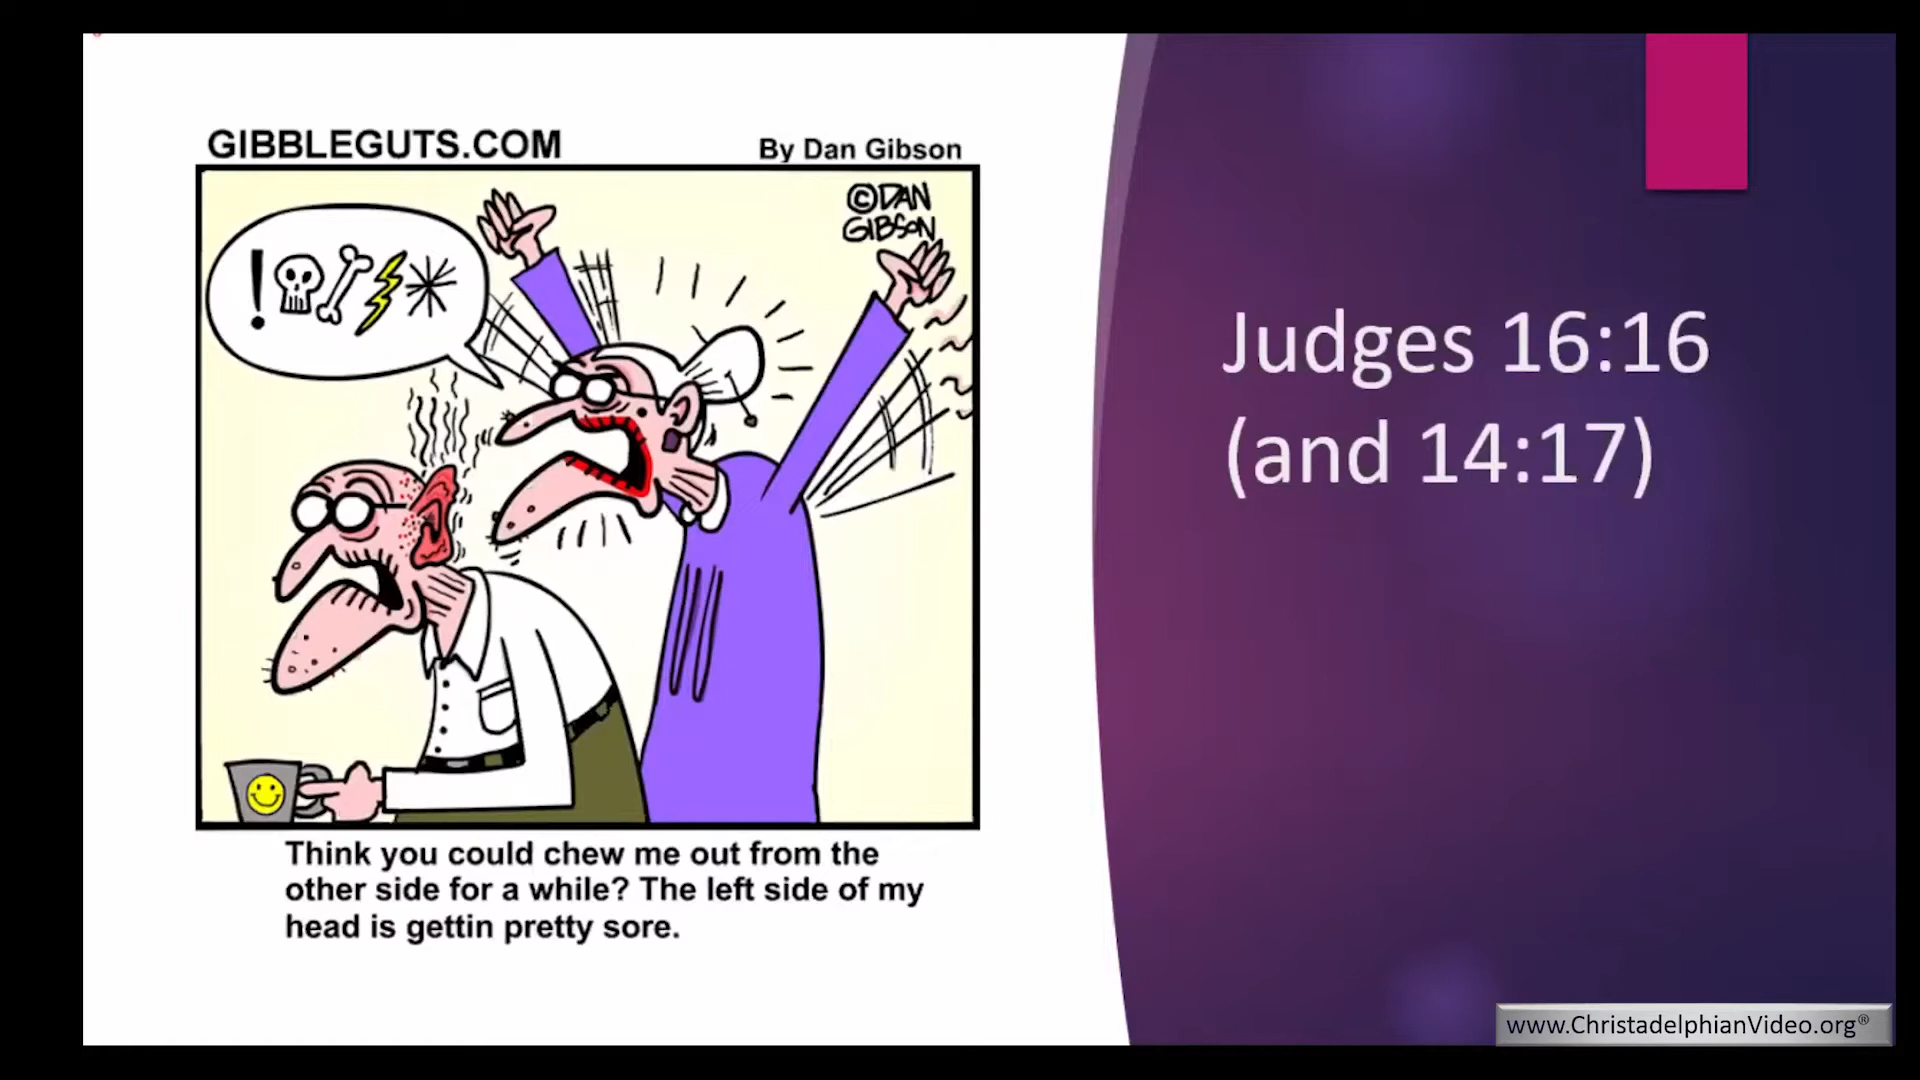 GIBBLEGUTS.COM
By Dan Gibson
©DAN
GIBSON
!
Think you could chew me out from the
other side for a while? The left side of my
head is gettin pretty sore.
Judges 16:16
(and 14:17)
www.ChristadelphianVideo.org®